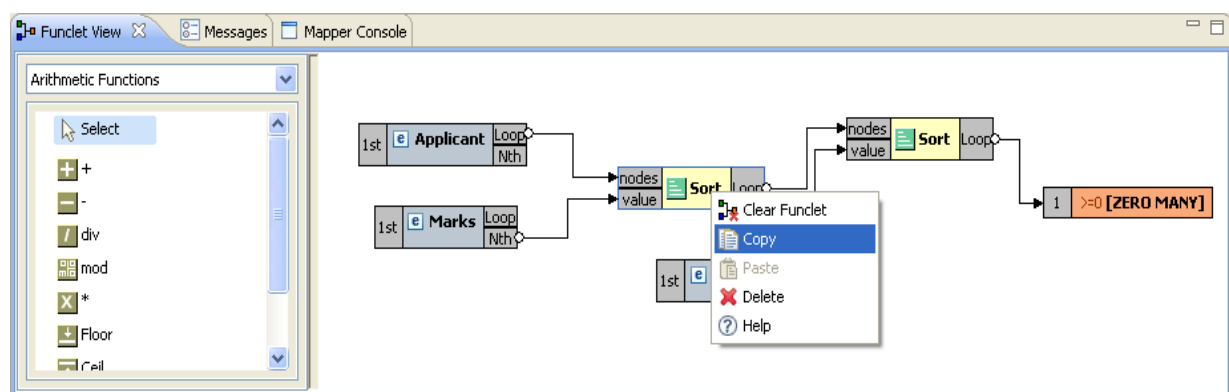 Funclet View Messages Mapper Console
Arithmetic Functions
Select
+
-
div
mod
*
Floor
Ceil
1st e Applicant Loop
Nth
1st e Marks Loop
Nth
nodes Sort Loop
value
nodes Sort Loop
value
1 >=0 [ZERO MANY]
1st e
Clear Funclet
Copy
Paste
Delete
Help